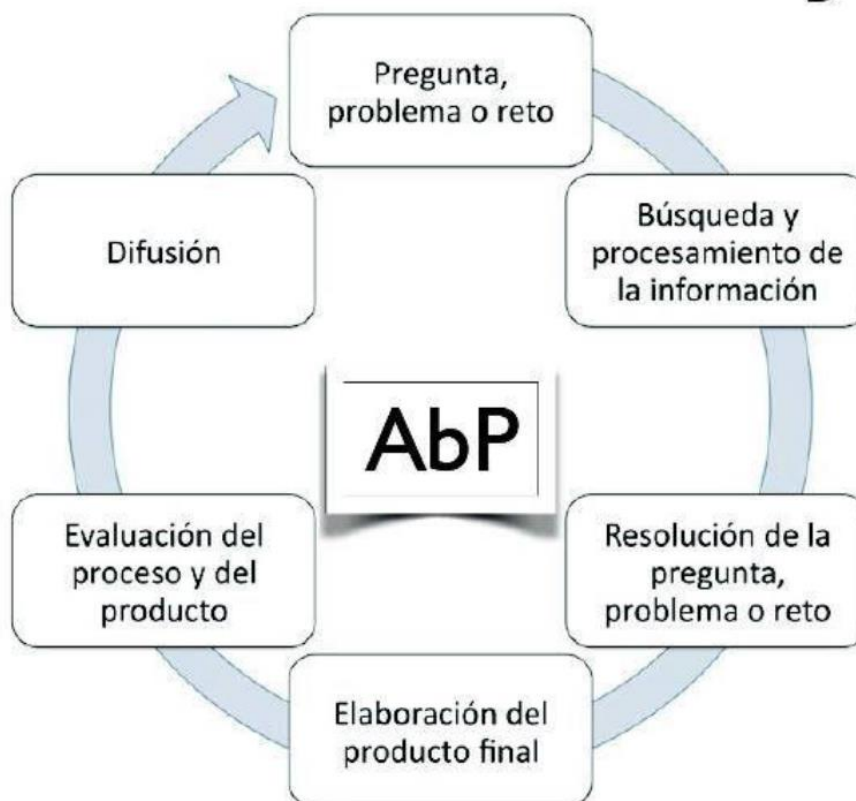 Pregunta,
problema o reto
Búsqueda y
procesamiento de
la información
Resolución de la
pregunta,
problema o reto
Elaboración del
producto final
Evaluación del
proceso y del
producto
Difusión
AbP